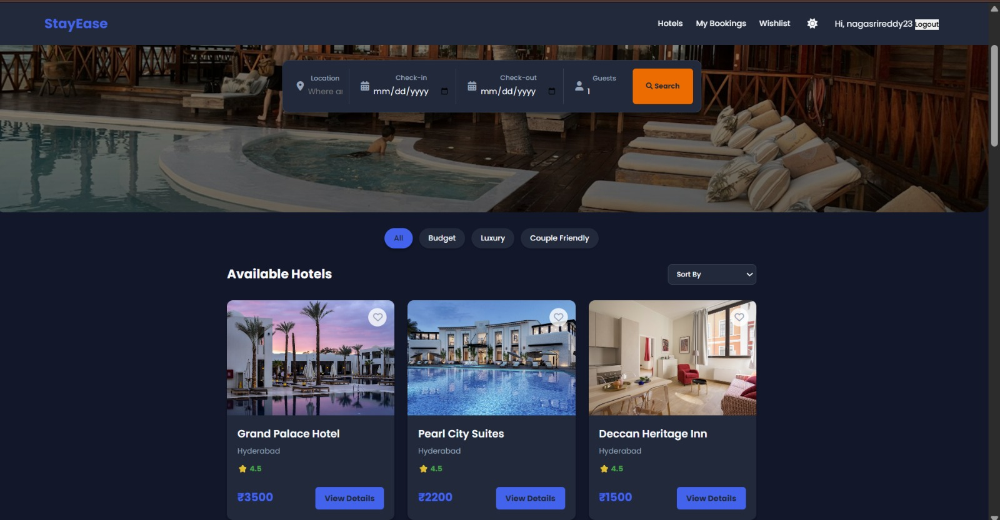 StayEase
Hotels
My Bookings
Wishlist
Hi, nagasrireddy23 Logout
Location
Where
Check-in
mm/dd/yyyy
Check-out
mm/dd/yyyy
Guests
1
Search
All
Budget
Luxury
Couple Friendly
Available Hotels
Sort By
Grand Palace Hotel
Hyderabad
4.5
₹3500
View Details
Pearl City Suites
Hyderabad
4.5
₹2200
View Details
Deccan Heritage Inn
Hyderabad
4.5
₹1500
View Details